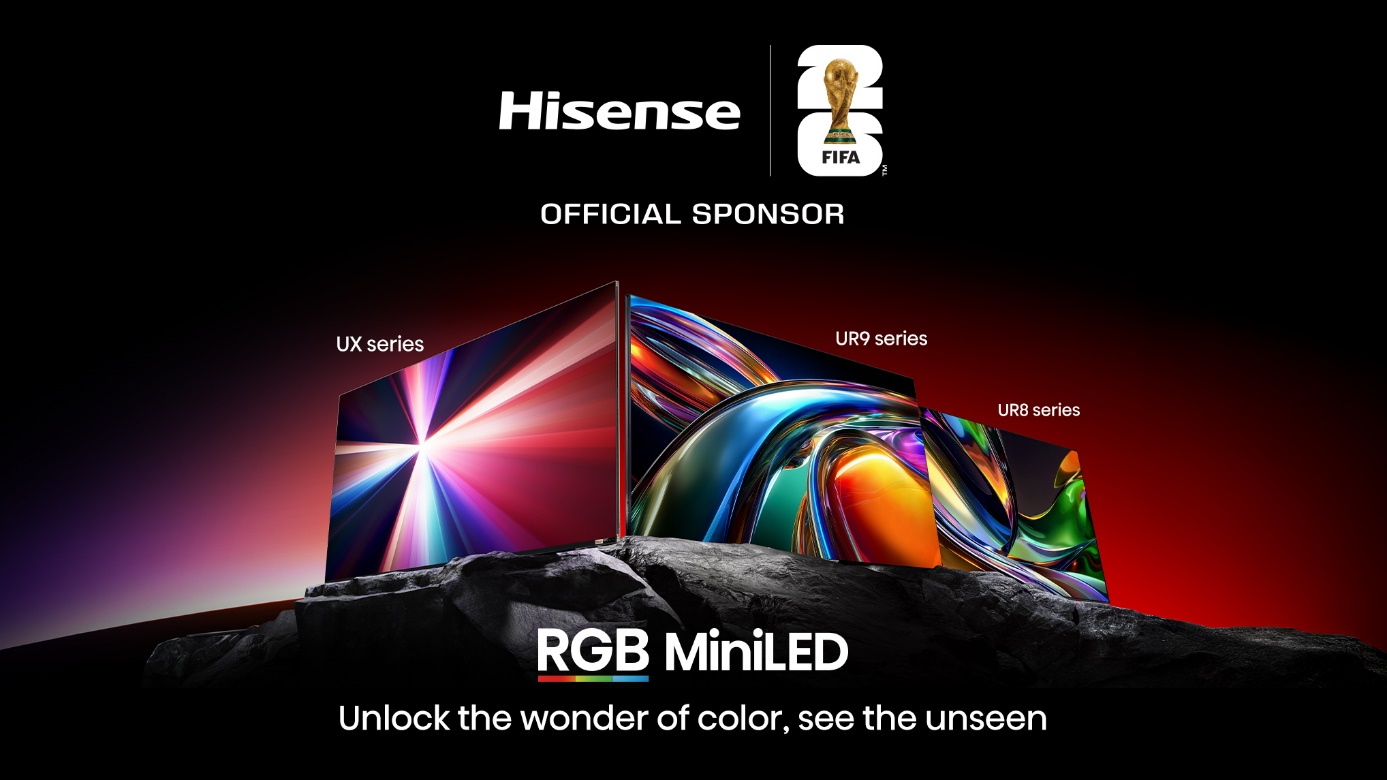 Hisense
26
FIFA
TM
OFFICIAL SPONSOR
UX series
UR9 series
UR8 series
RGB MiniLED
Unlock the wonder of color, see the unseen